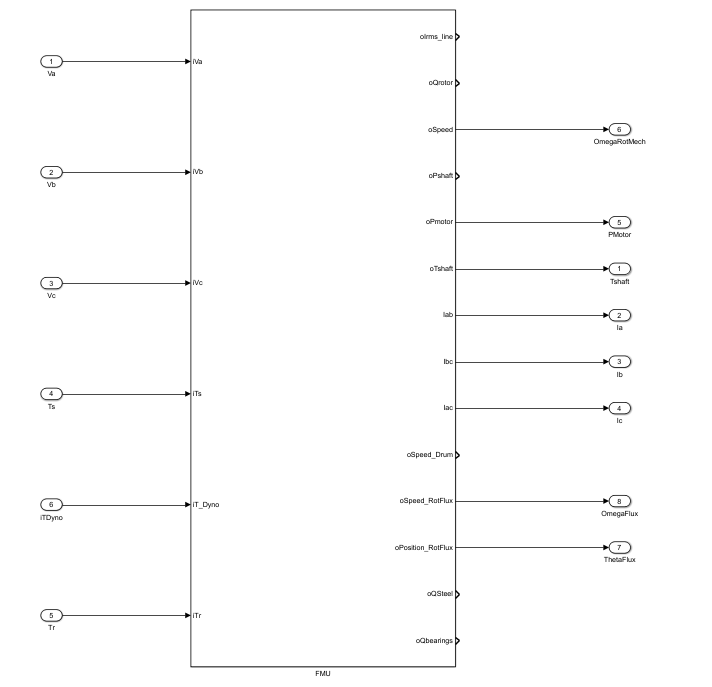 oIrms_line
1
iVa
Va
oQrotor
oSpeed
6
OmegaRotMech
2
iVb
oPshaft
Vb
oPmotor
5
PMotor
oTshaft
1
Tshaft
3
iVc
Vc
Iab
2
Ia
Ibc
3
Ib
4
iTs
Ts
Iac
4
Ic
oSpeed_Drum
6
iT_Dyno
iTDyno
oSpeed_RotFlux
8
OmegaFlux
oPosition_RotFlux
7
ThetaFlux
oQSteel
5
iTr
Tr
oQbearings
FMU